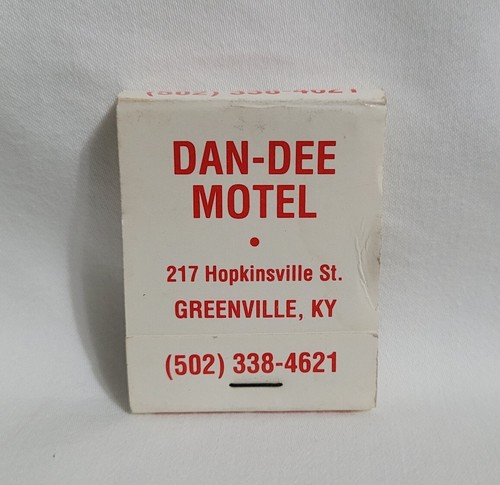 (502) 338-4621
DAN-DEE
MOTEL
•
217 Hopkinsville St.
GREENVILLE, KY
(502) 338-4621